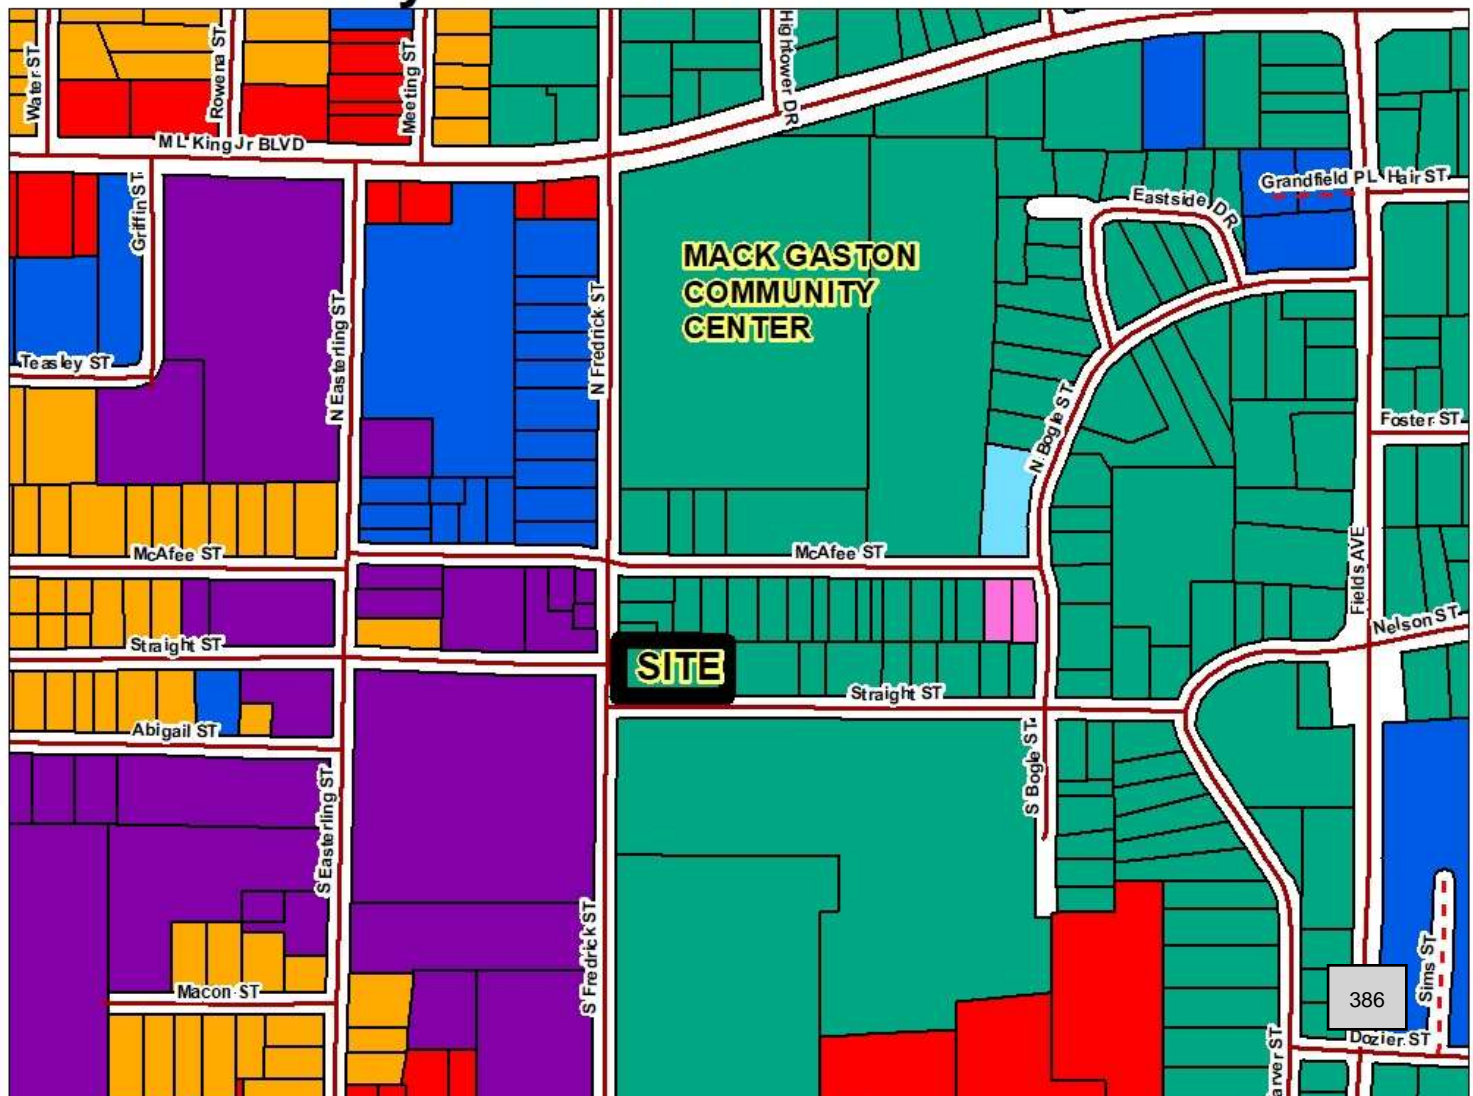 Water ST
Rowena ST
Meeting ST
Hightower DR
M L King Jr BLVD
Griffin ST
Eastside DR
Grandfield PL
Hair ST
MACK GASTON
COMMUNITY
CENTER
N Easterling ST
N Fredrick ST
Teasley ST
N Bogle ST
Foster ST
McAfee ST
McAfee ST
Fields AVE
Nelson ST
Straight ST
SITE
Straight ST
Abigail ST
S Bogle ST
S Easterling ST
S Fredrick ST
Sims ST
Macon ST
386
Dozier ST
arver ST